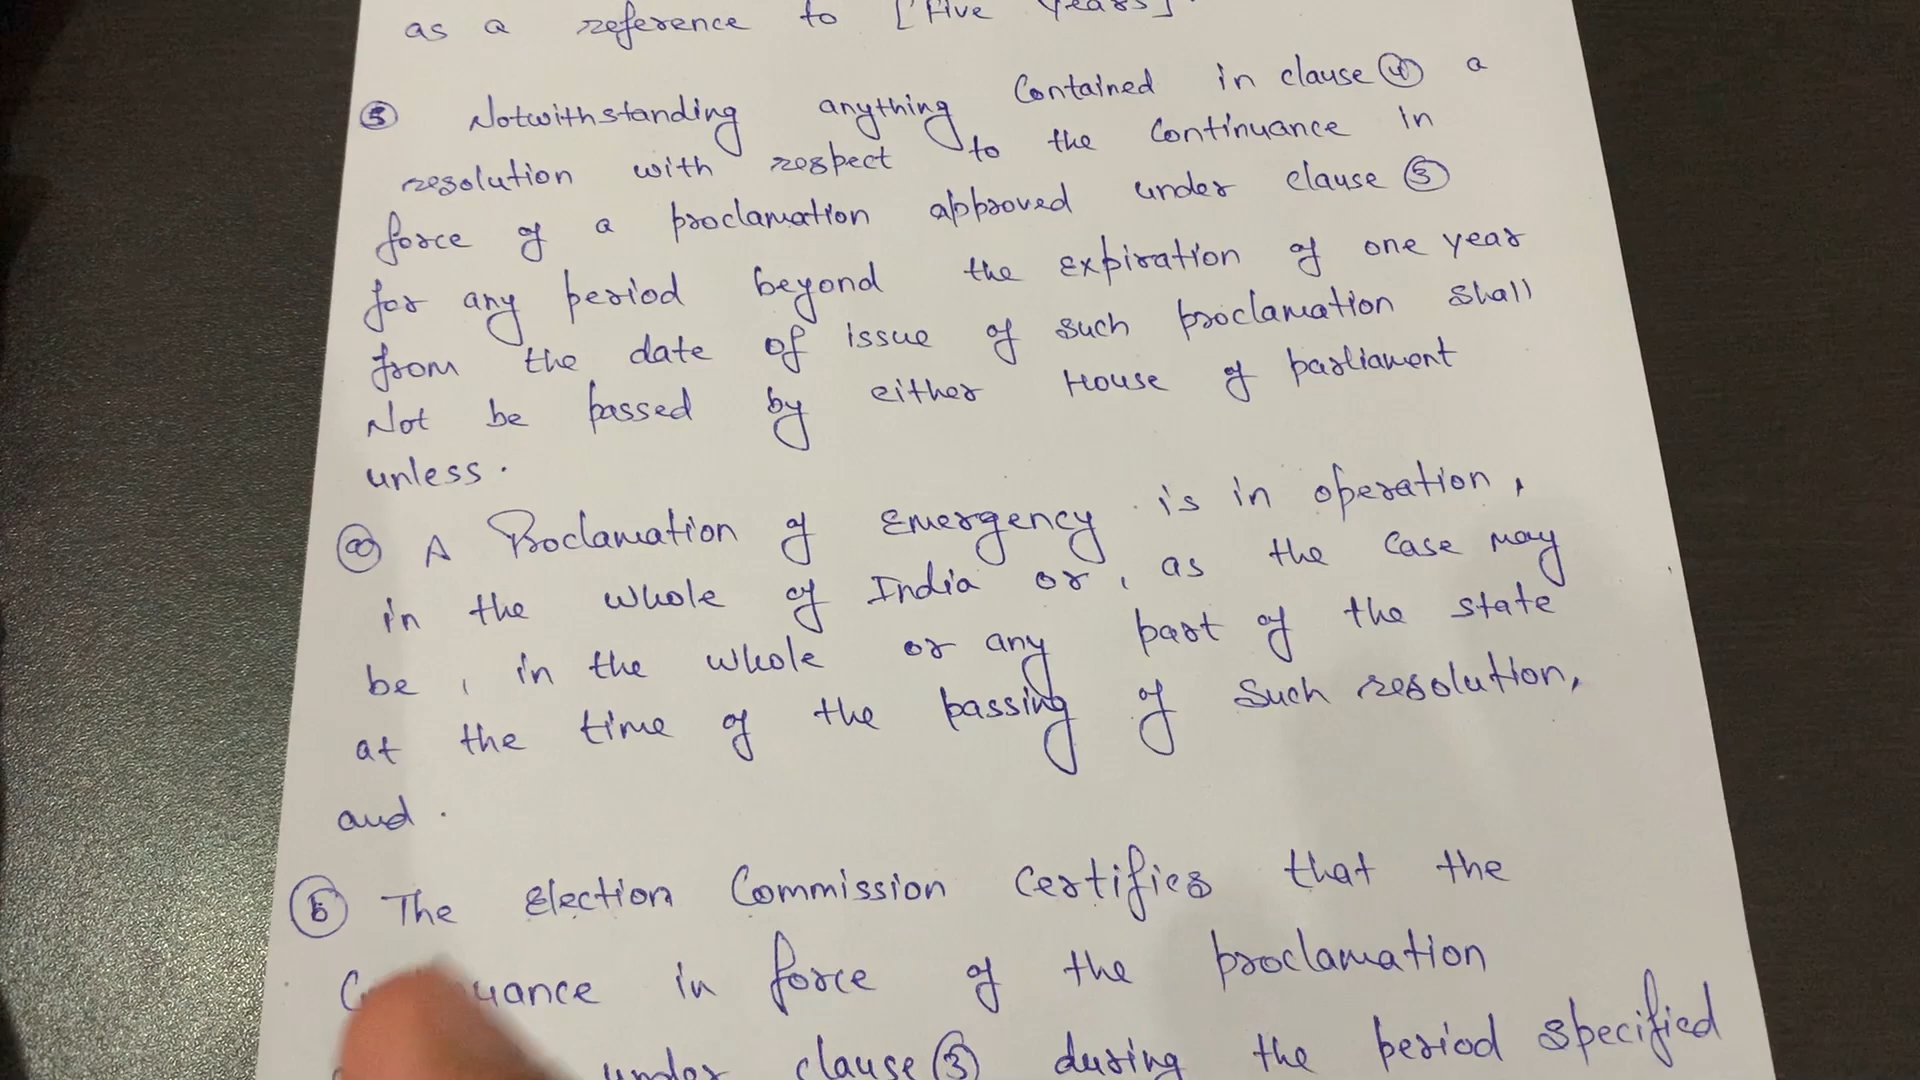 as a reference to [Five Years]
⑤ Notwithstanding anything Contained in clause ④ a
resolution with respect to the Continuance in
force of a proclamation approved under clause ③
for any period beyond the expiration of one year
from the date of issue of such proclamation shall
Not be passed by either House of parliament
unless.
ⓐ A Proclamation of Emergency is in operation,
in the whole of India or, as the case may
be, in the whole or any part of the state
at the time of the passing of such resolution,
and.
ⓑ The Election Commission Certifies that the
in force of the proclamation
under clause ③ during the period specified